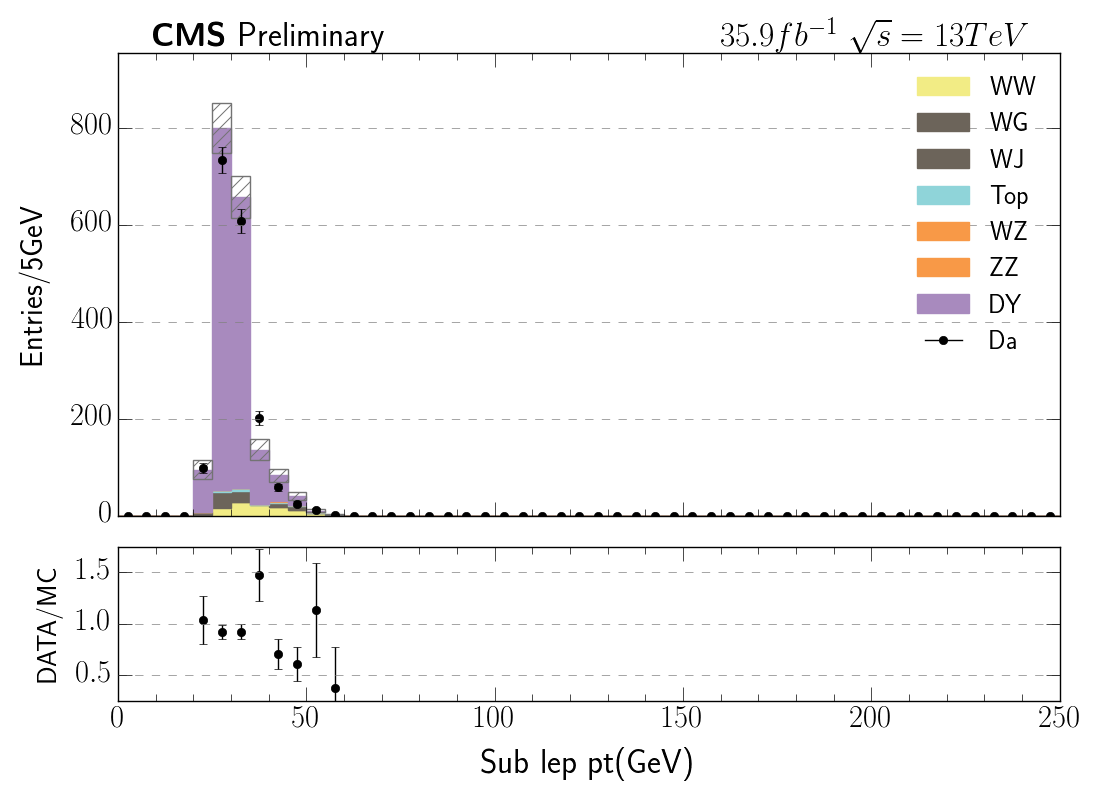 CMS Preliminary 35.9fb⁻¹ √s = 13TeV
Entries/5GeV
800
600
400
200
0
WW
WG
WJ
Top
WZ
ZZ
DY
Da
DATA/MC
1.5
1.0
0.5
0 50 100 150 200 250
Sub lep pt(GeV)